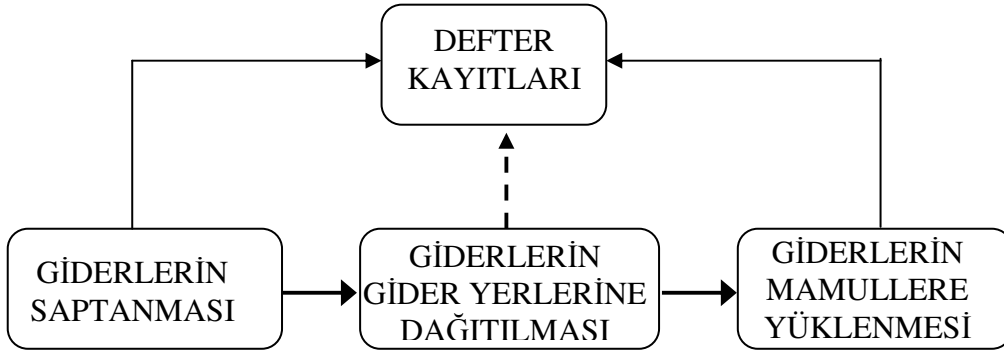 DEFTER
KAYITLARI
GİDERLERİN
SAPTANMASI
GİDERLERİN
GİDER YERLERİNE
DAĞITILMASI
GİDERLERİN
MAMULLERE
YÜKLENMESİ